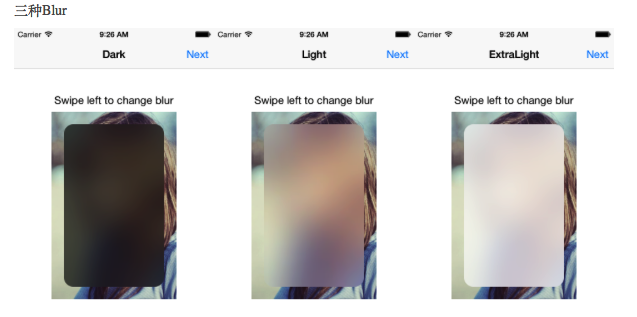 三种Blur
Carrier 9:26 AM Carrier 9:26 AM Carrier 9:26 AM
Dark Next Light Next ExtraLight Next
Swipe left to change blur Swipe left to change blur Swipe left to change blur